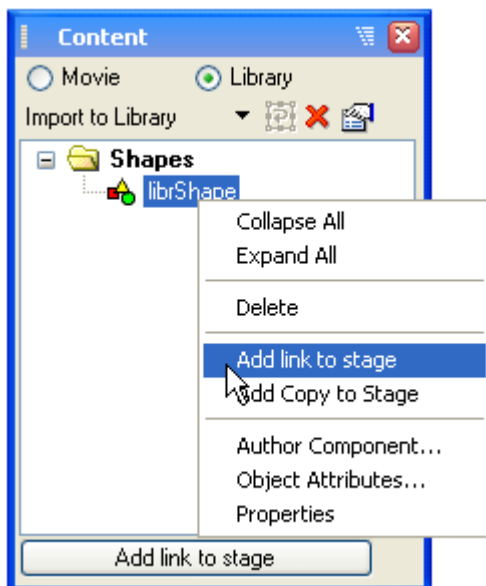 Content
Movie Library
Import to Library
Shapes
librShape
Collapse All
Expand All
Delete
Add link to stage
Add Copy to Stage
Author Component...
Object Attributes...
Properties
Add link to stage